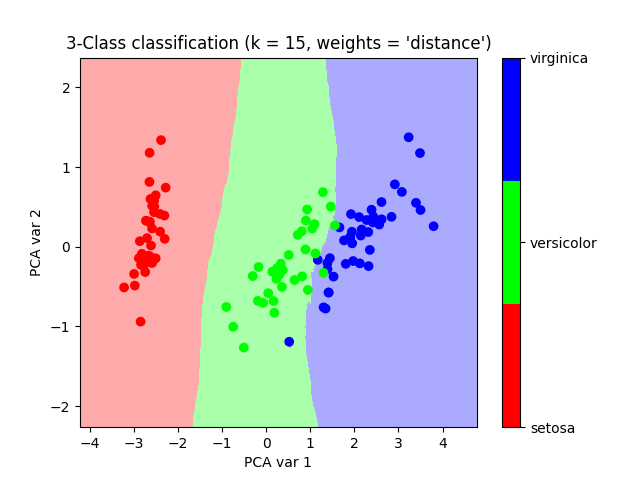 3-Class classification (k = 15, weights = 'distance')
virginica
versicolor
setosa
PCA var 2
2
1
0
−1
−2
−4
−3
−2
−1
0
1
2
3
4
PCA var 1